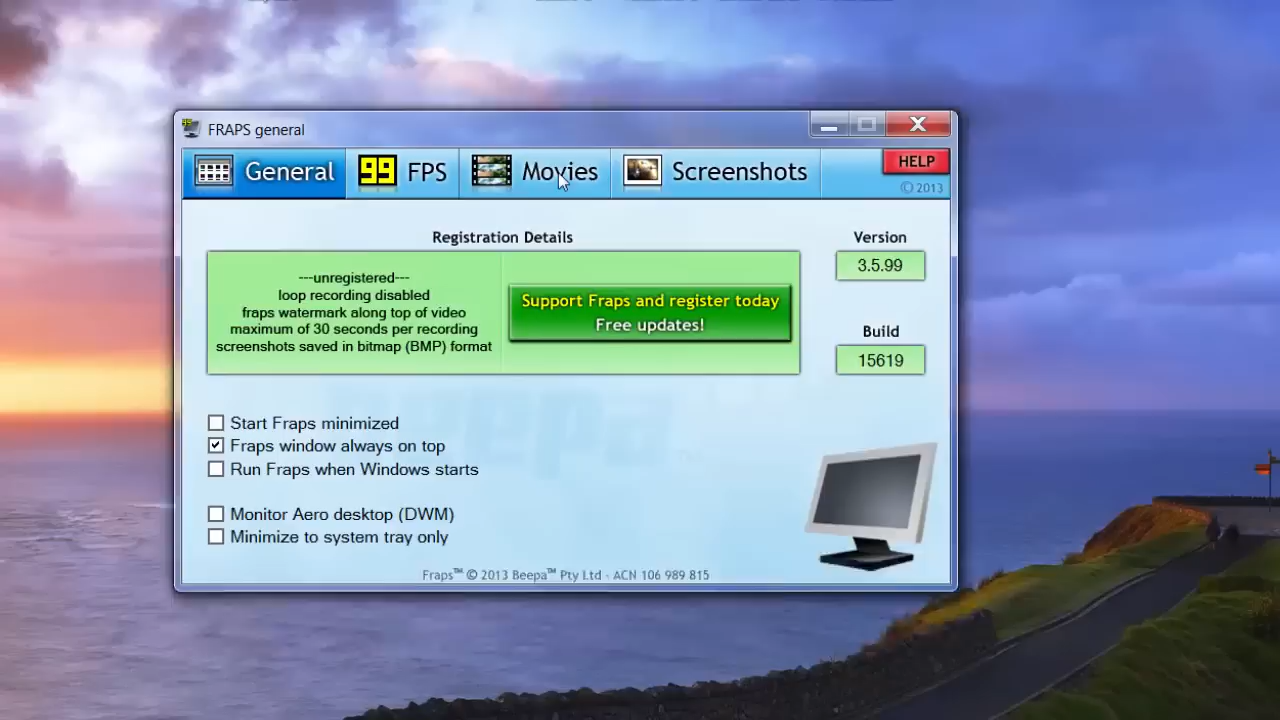 FRAPS general
General
99 FPS
Movies
Screenshots
HELP
© 2013
Registration Details
---unregistered---
loop recording disabled
fraps watermark along top of video
maximum of 30 seconds per recording
screenshots saved in bitmap (BMP) format
Support Fraps and register today
Free updates!
Version
3.5.99
Build
15619
Start Fraps minimized
Fraps window always on top
Run Fraps when Windows starts
Monitor Aero desktop (DWM)
Minimize to system tray only
beepa
Fraps™ © 2013 Beepa™ Pty Ltd - ACN 106 989 815